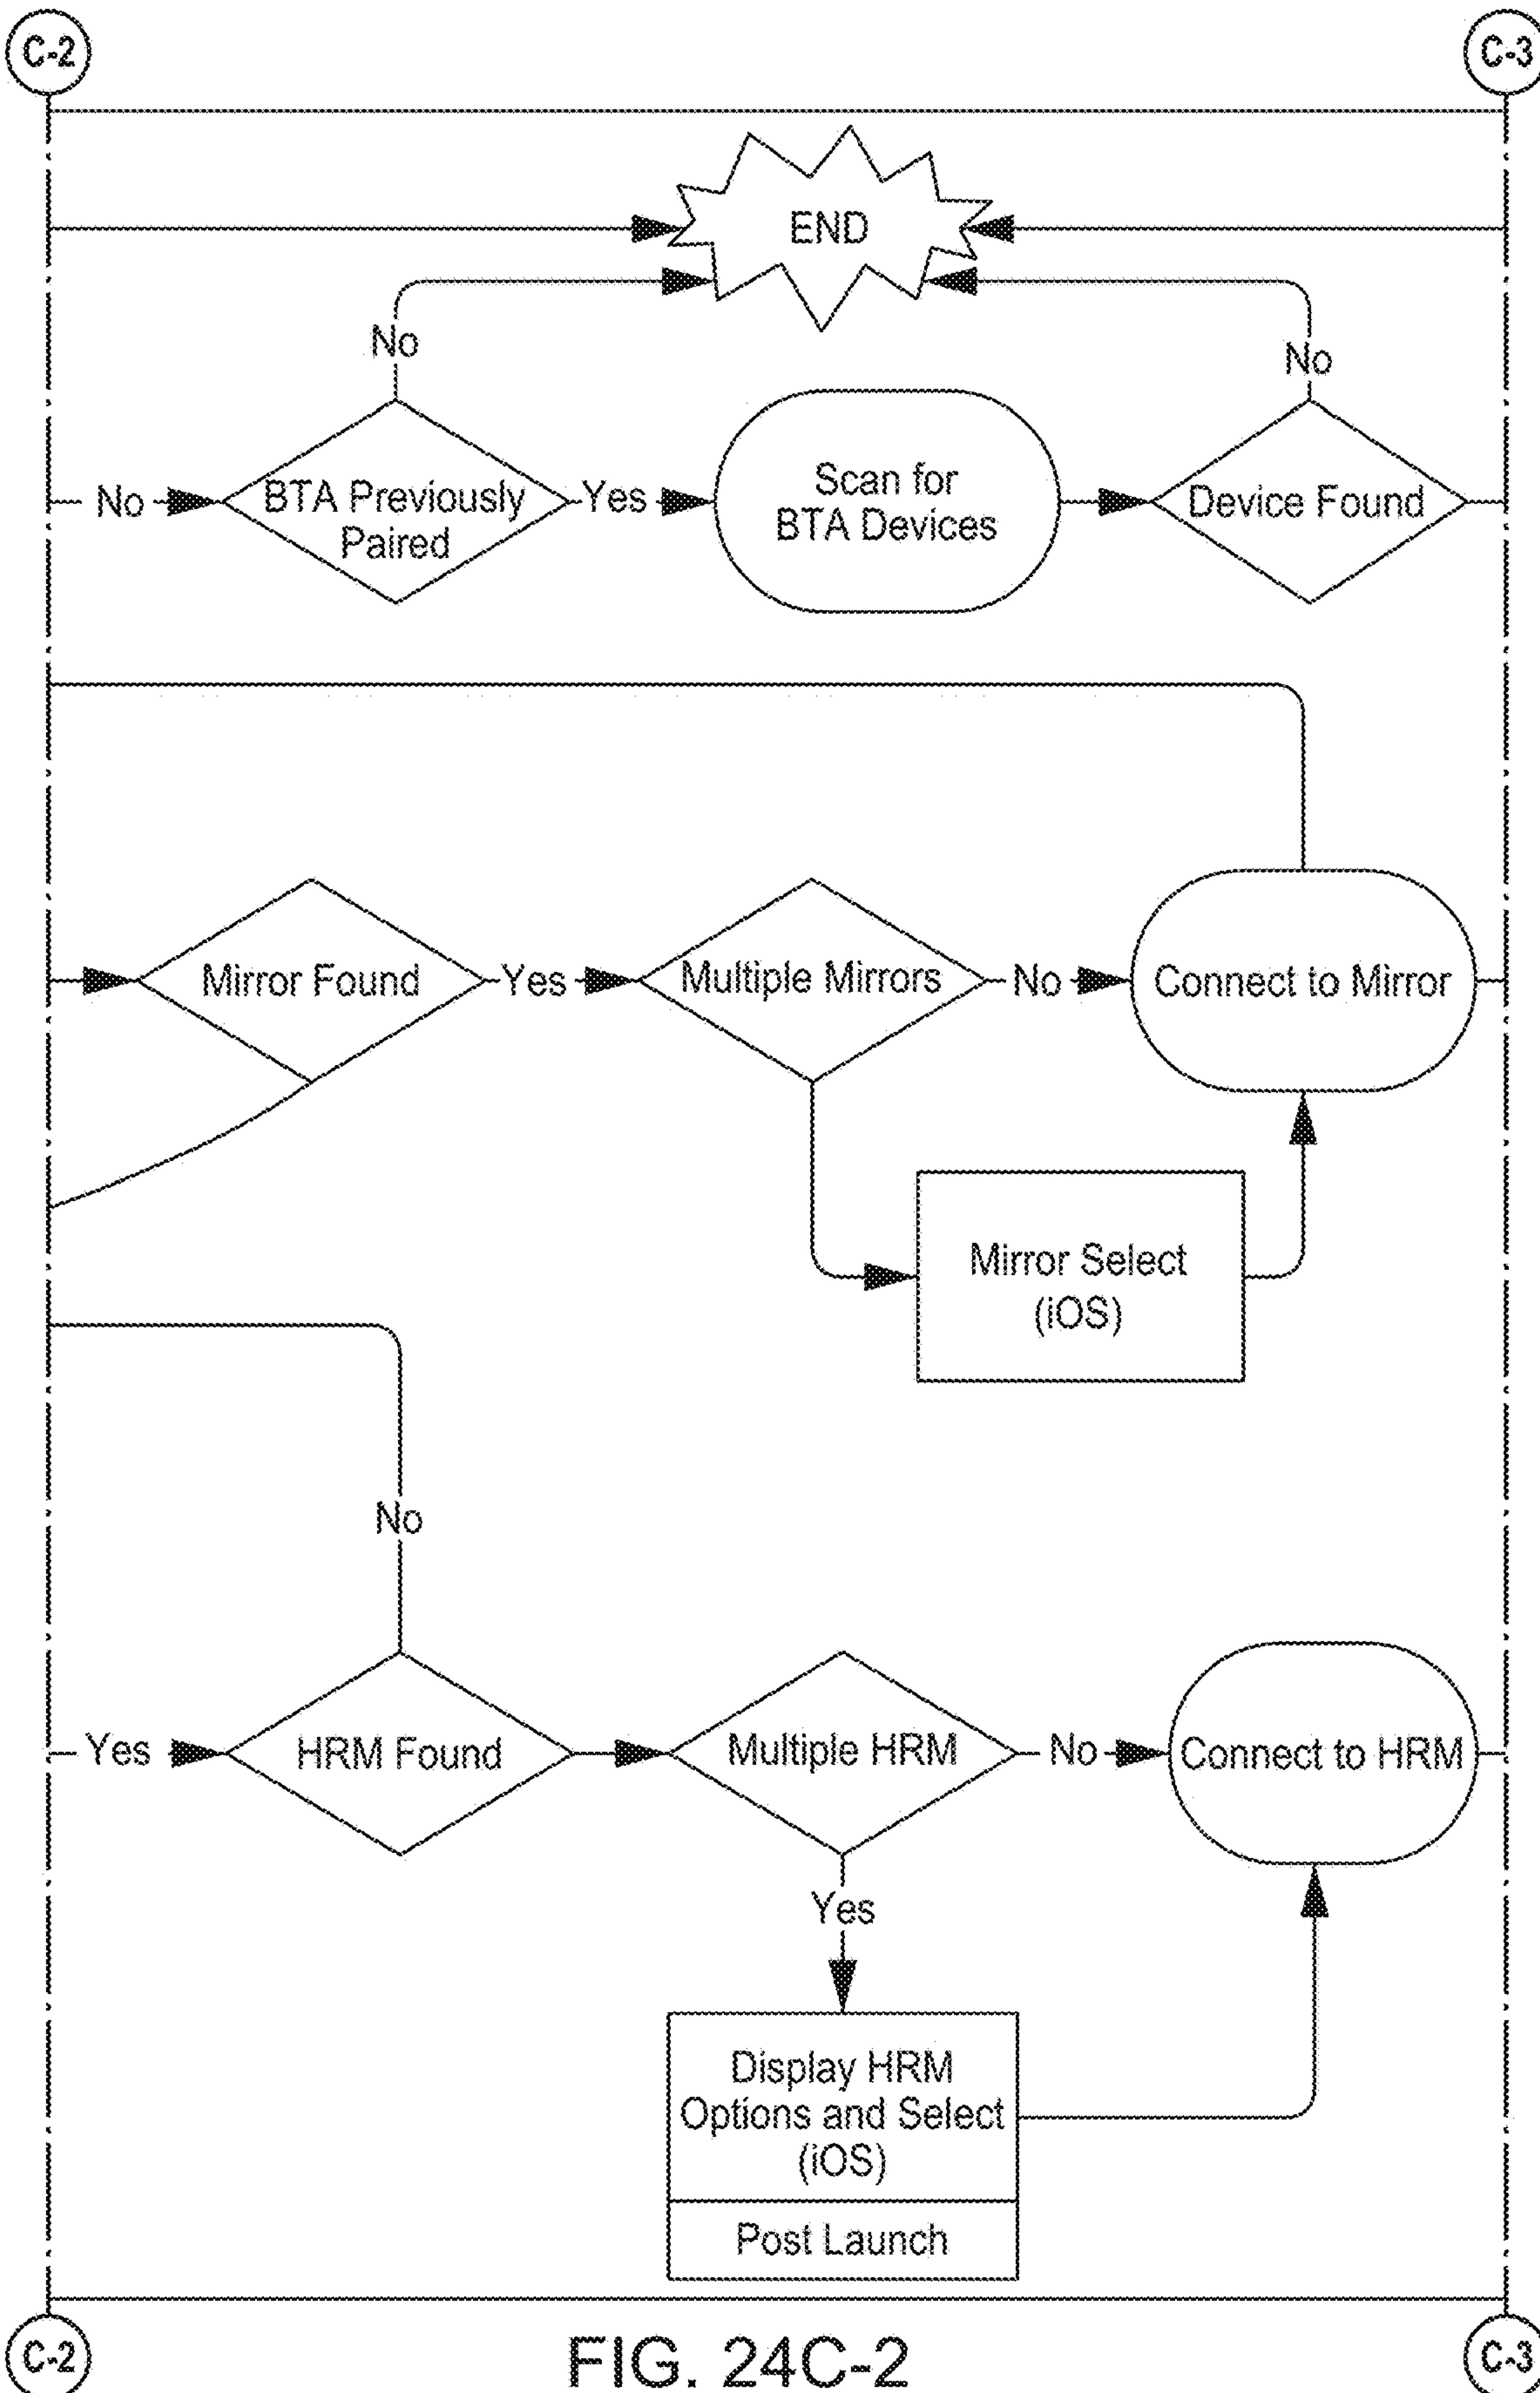 C-2
C-3
END
No
No
No
BTA Previously
Paired
Yes
Scan for
BTA Devices
Device Found
Mirror Found
Yes
Multiple Mirrors
No
Connect to Mirror
Mirror Select
(iOS)
No
Yes
HRM Found
Multiple HRM
No
Connect to HRM
Yes
Display HRM
Options and Select
(iOS)
Post Launch
C-2
FIG. 24C-2
C-3